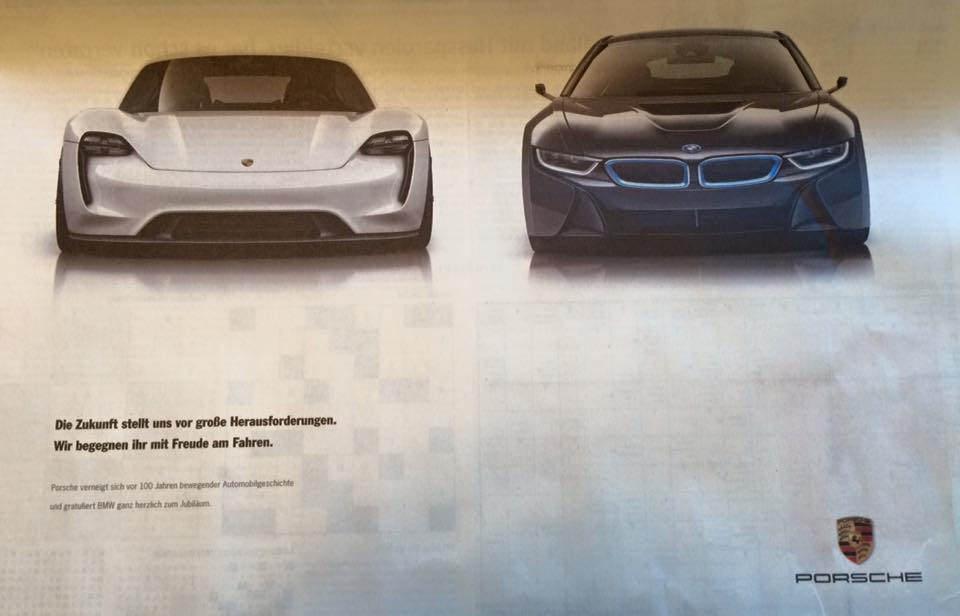 Die Zukunft stellt uns vor große Herausforderungen.
Wir begegnen ihr mit Freude am Fahren.
Porsche verneigt sich vor 100 Jahren bewegender Automobilgeschichte
und gratuliert BMW ganz herzlich zum Jubiläum.
PORSCHE